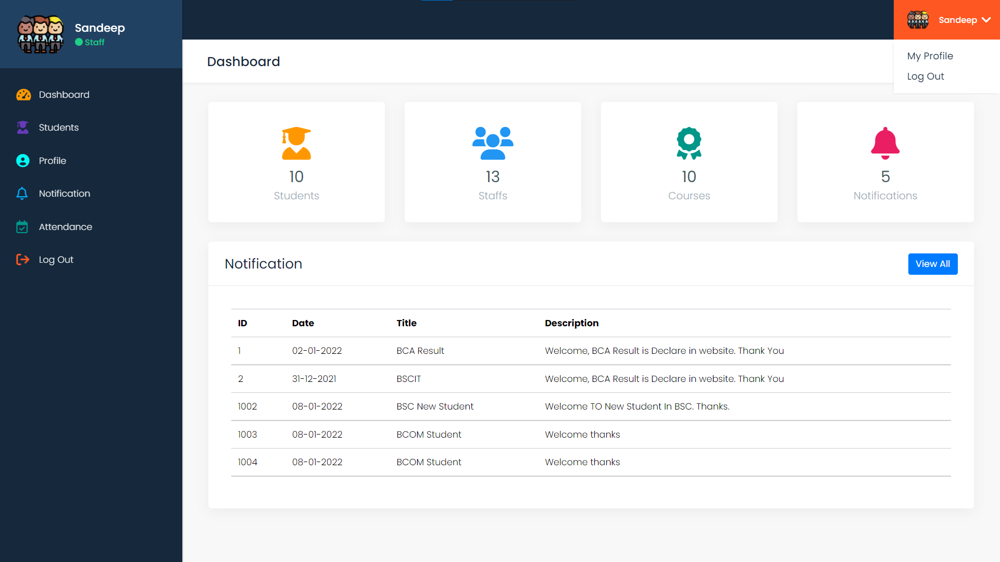 Sandeep
Staff
Dashboard
Students
Profile
Notification
Attendance
Log Out
Sandeep
My Profile
Log Out
Dashboard
10
Students
13
Staffs
10
Courses
5
Notifications
Notification
View All
ID Date Title Description
1 02-01-2022 BCA Result Welcome, BCA Result is Declare in website. Thank You
2 31-12-2021 BSCIT Welcome, BCA Result is Declare in website. Thank You
1002 08-01-2022 BSC New Student Welcome TO New Student In BSC. Thanks.
1003 08-01-2022 BCOM Student Welcome thanks
1004 08-01-2022 BCOM Student Welcome thanks